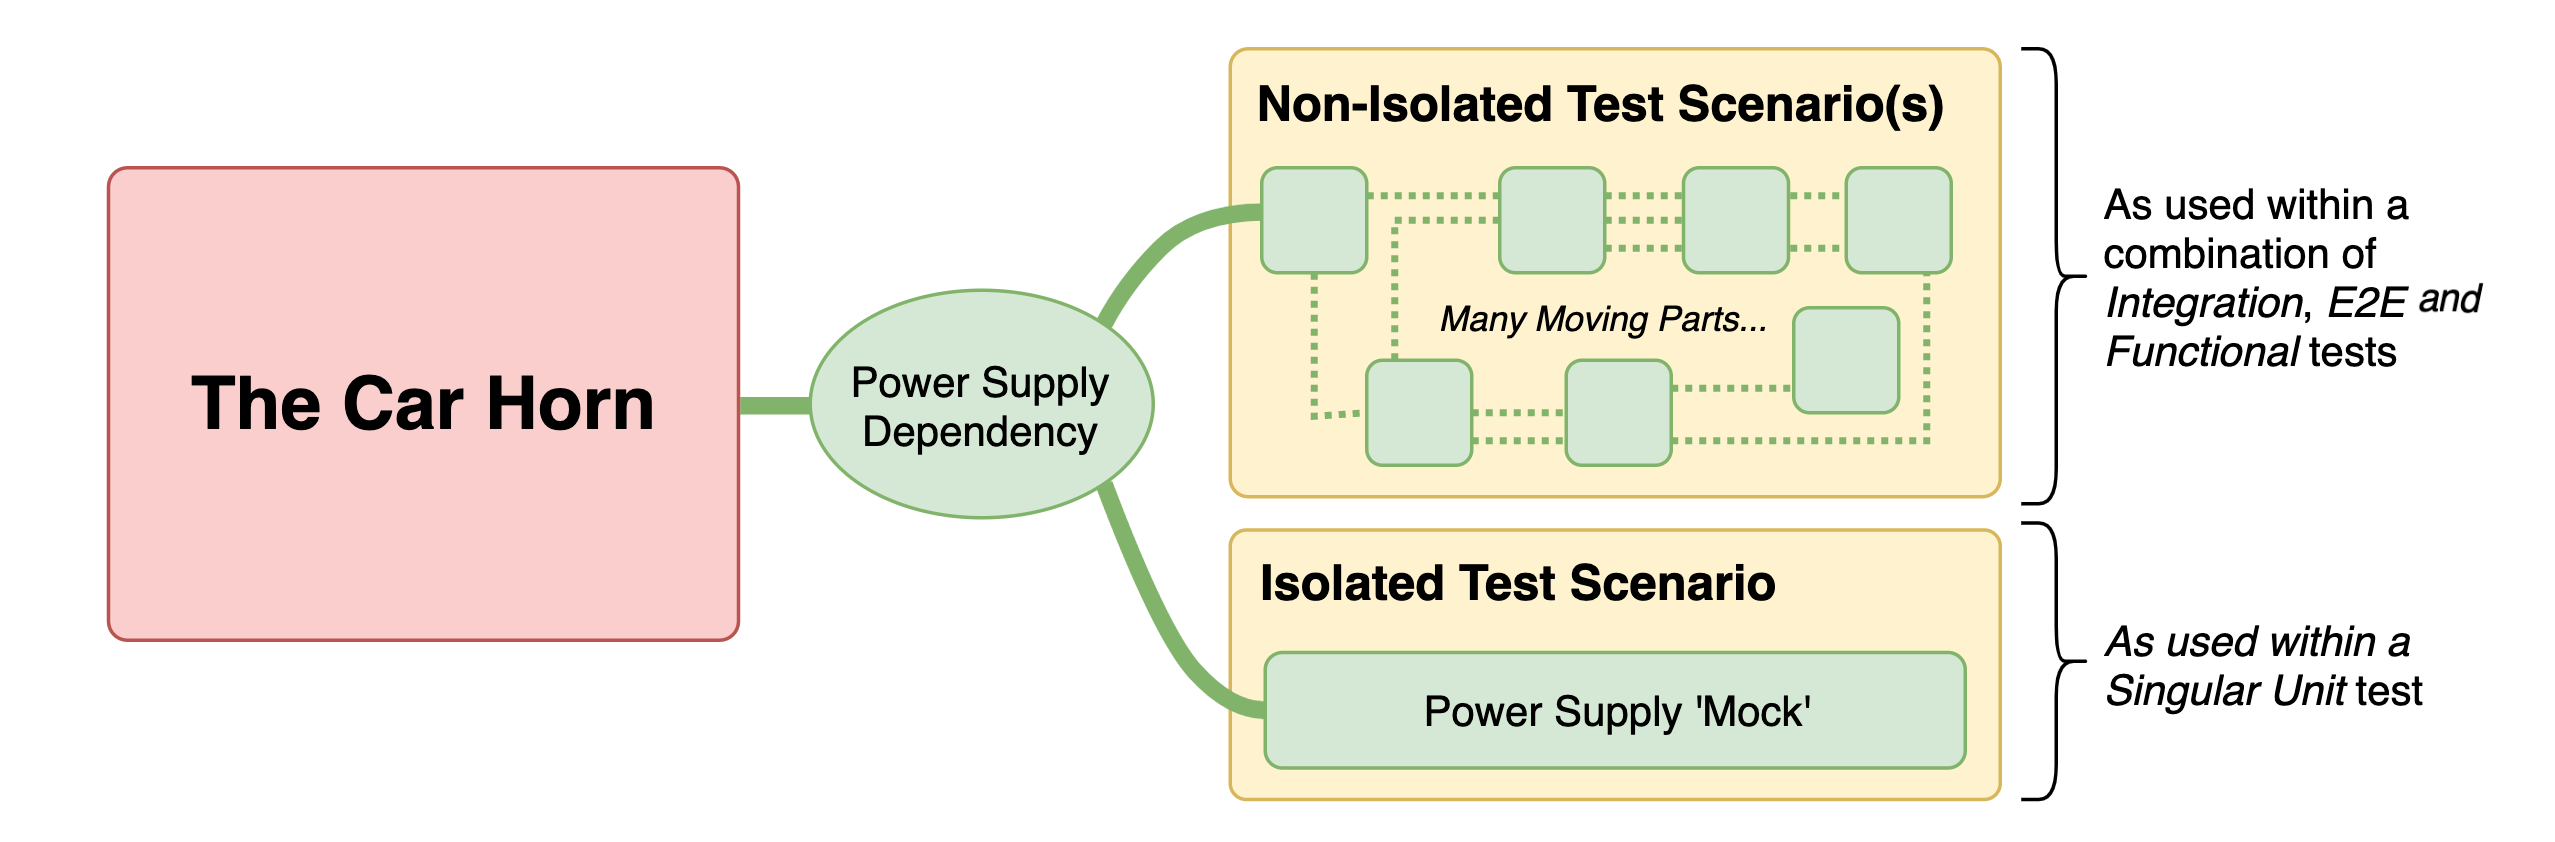 The Car Horn
Power Supply
Dependency
Non-Isolated Test Scenario(s)
Many Moving Parts...
As used within a
combination of
Integration, E2E and
Functional tests
Isolated Test Scenario
Power Supply 'Mock'
As used within a
Singular Unit test